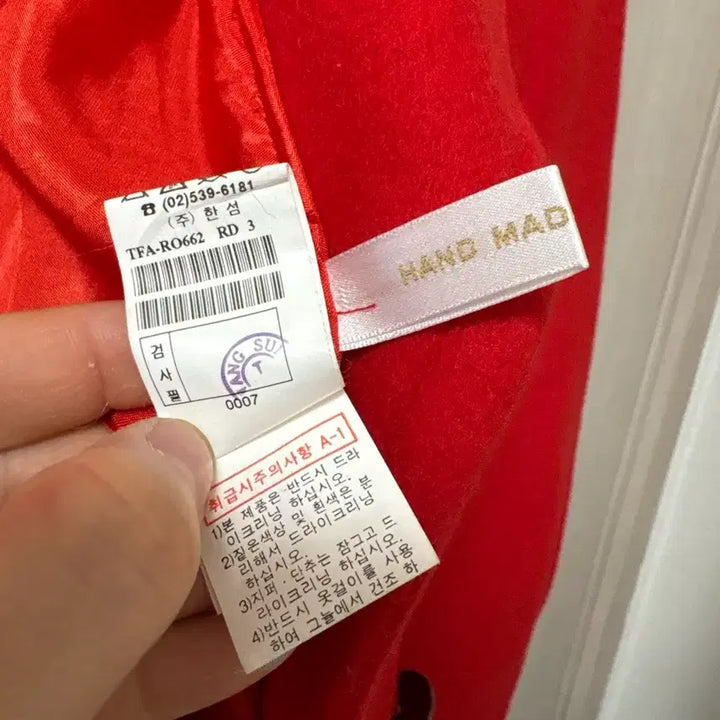 ☎ (02)539-6181
(주) 한섬
TFA-RO662 RD 3
검사필
ANG SU
T
0007
HAND MAD
취급시주의사항 A-1
1)본 제품은 반드시 드라
이크리닝 하십시오.
2)짙은색상 및 흰색은 분
리해서 드라이크리닝
하십시오.
3)지퍼·단추는 잠그고 드
라이크리닝 하십시오.
4)반드시 옷걸이를 사용
하여 그늘에서 건조 하